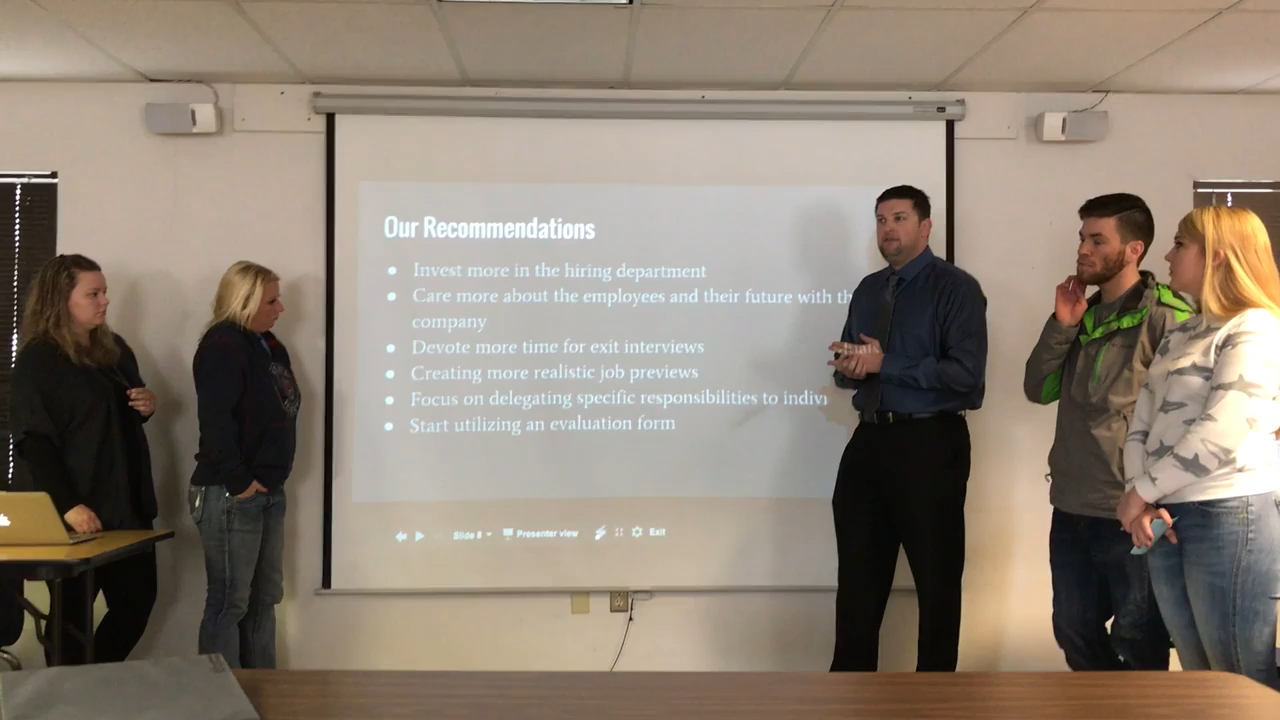 Our Recommendations
• Invest more in the hiring department
• Care more about the employees and their future with th
company
• Devote more time for exit interviews
• Creating more realistic job previews
• Focus on delegating specific responsibilities to indivi
• Start utilizing an evaluation form
Slide 8 Presenter view Exit